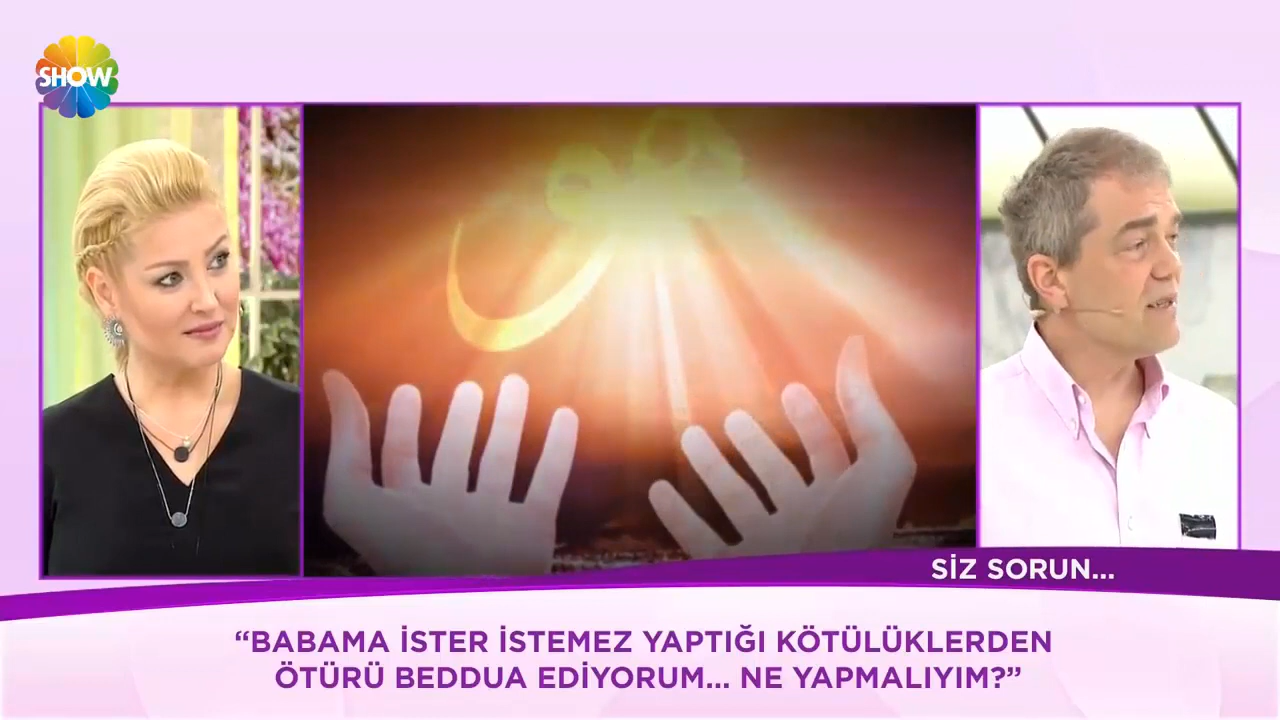 SHOW
SİZ SORUN...
“BABAMA İSTER İSTEMEZ YAPTIĞI KÖTÜLÜKLERDEN
ÖTÜRÜ BEDDUA EDİYORUM... NE YAPMALIYIM?”